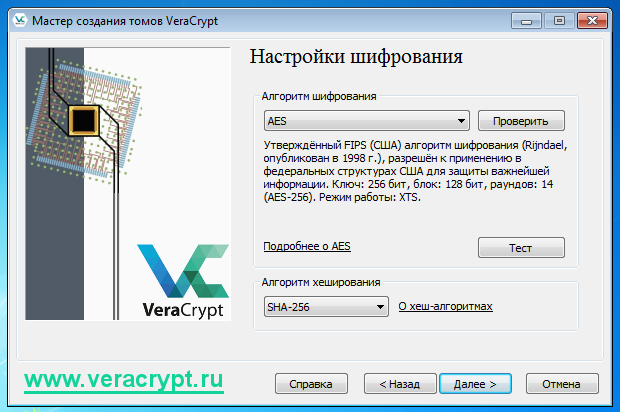 Мастер создания томов VeraCrypt
Настройки шифрования
Алгоритм шифрования
AES
Проверить
Утверждённый FIPS (США) алгоритм шифрования (Rijndael,
опубликован в 1998 г.), разрешён к применению в
федеральных структурах США для защиты важнейшей
информации. Ключ: 256 бит, блок: 128 бит, раундов: 14
(AES-256). Режим работы: XTS.
Подробнее о AES
Тест
Алгоритм хеширования
SHA-256
О хеш-алгоритмах
VeraCrypt
www.veracrypt.ru
Справка
< Назад
Далее >
Отмена